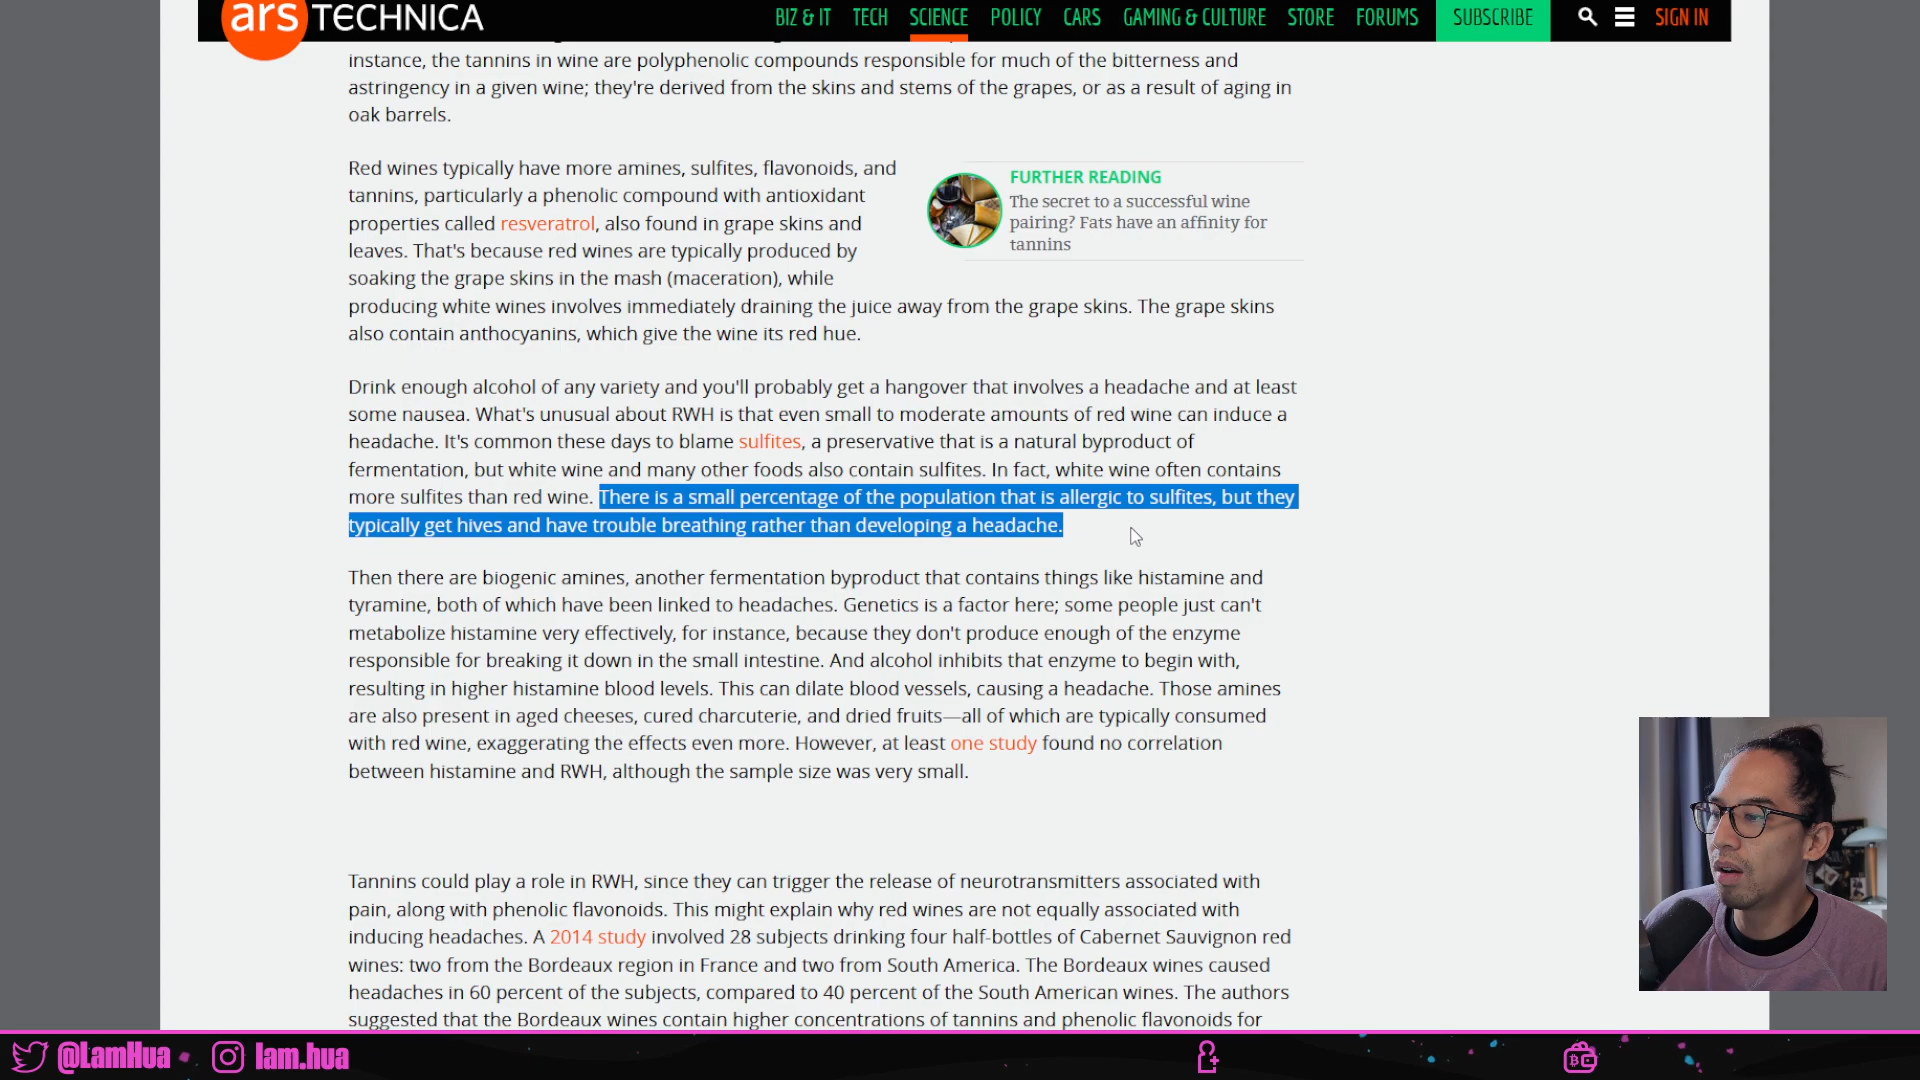 ars TECHNICA
BIZ & IT TECH SCIENCE POLICY CARS GAMING & CULTURE STORE FORUMS SUBSCRIBE SIGN IN
instance, the tannins in wine are polyphenolic compounds responsible for much of the bitterness and
astringency in a given wine; they're derived from the skins and stems of the grapes, or as a result of aging in
oak barrels.
Red wines typically have more amines, sulfites, flavonoids, and
tannins, particularly a phenolic compound with antioxidant
properties called resveratrol, also found in grape skins and
leaves. That's because red wines are typically produced by
soaking the grape skins in the mash (maceration), while
producing white wines involves immediately draining the juice away from the grape skins. The grape skins
also contain anthocyanins, which give the wine its red hue.
FURTHER READING
The secret to a successful wine
pairing? Fats have an affinity for
tannins
Drink enough alcohol of any variety and you'll probably get a hangover that involves a headache and at least
some nausea. What's unusual about RWH is that even small to moderate amounts of red wine can induce a
headache. It's common these days to blame sulfites, a preservative that is a natural byproduct of
fermentation, but white wine and many other foods also contain sulfites. In fact, white wine often contains
more sulfites than red wine. There is a small percentage of the population that is allergic to sulfites, but they
typically get hives and have trouble breathing rather than developing a headache.
Then there are biogenic amines, another fermentation byproduct that contains things like histamine and
tyramine, both of which have been linked to headaches. Genetics is a factor here; some people just can't
metabolize histamine very effectively, for instance, because they don't produce enough of the enzyme
responsible for breaking it down in the small intestine. And alcohol inhibits that enzyme to begin with,
resulting in higher histamine blood levels. This can dilate blood vessels, causing a headache. Those amines
are also present in aged cheeses, cured charcuterie, and dried fruits—all of which are typically consumed
with red wine, exaggerating the effects even more. However, at least one study found no correlation
between histamine and RWH, although the sample size was very small.
Tannins could play a role in RWH, since they can trigger the release of neurotransmitters associated with
pain, along with phenolic flavonoids. This might explain why red wines are not equally associated with
inducing headaches. A 2014 study involved 28 subjects drinking four half-bottles of Cabernet Sauvignon red
wines: two from the Bordeaux region in France and two from South America. The Bordeaux wines caused
headaches in 60 percent of the subjects, compared to 40 percent of the South American wines. The authors
suggested that the Bordeaux wines contain higher concentrations of tannins and phenolic flavonoids for
@LamHua lam.hua